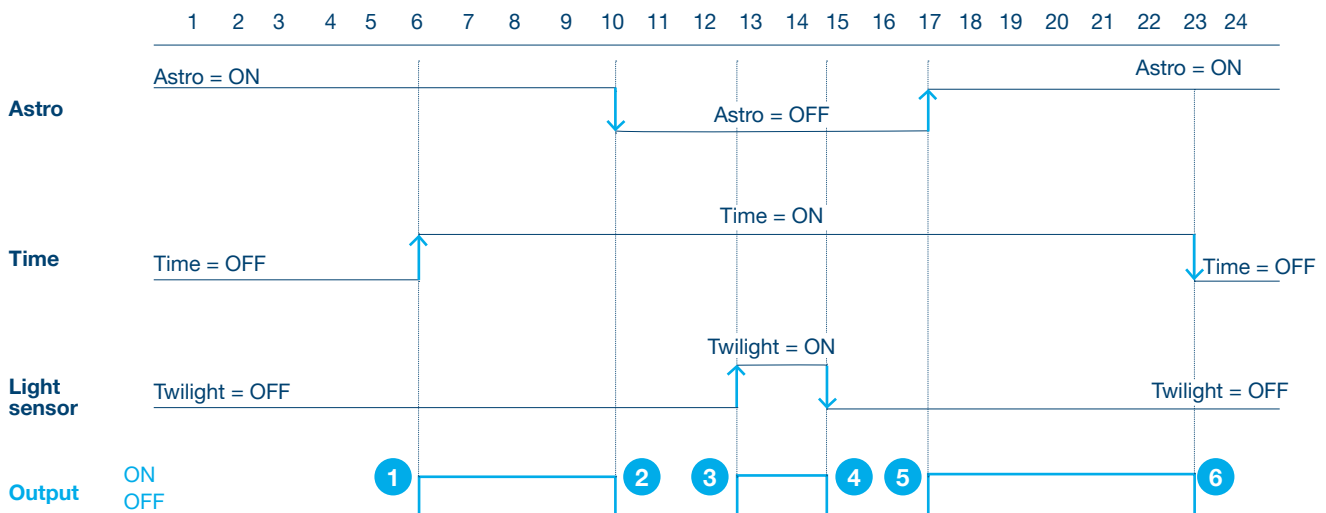 1 2 3 4 5 6 7 8 9 10 11 12 13 14 15 16 17 18 19 20 21 22 23 24
Astro = ON
Astro = ON
Astro
Astro = OFF
Time = ON
Time
Time = OFF
Time = OFF
Twilight = ON
Light
sensor
Twilight = OFF
Twilight = OFF
Output
ON
OFF
1 2 3 4 5 6